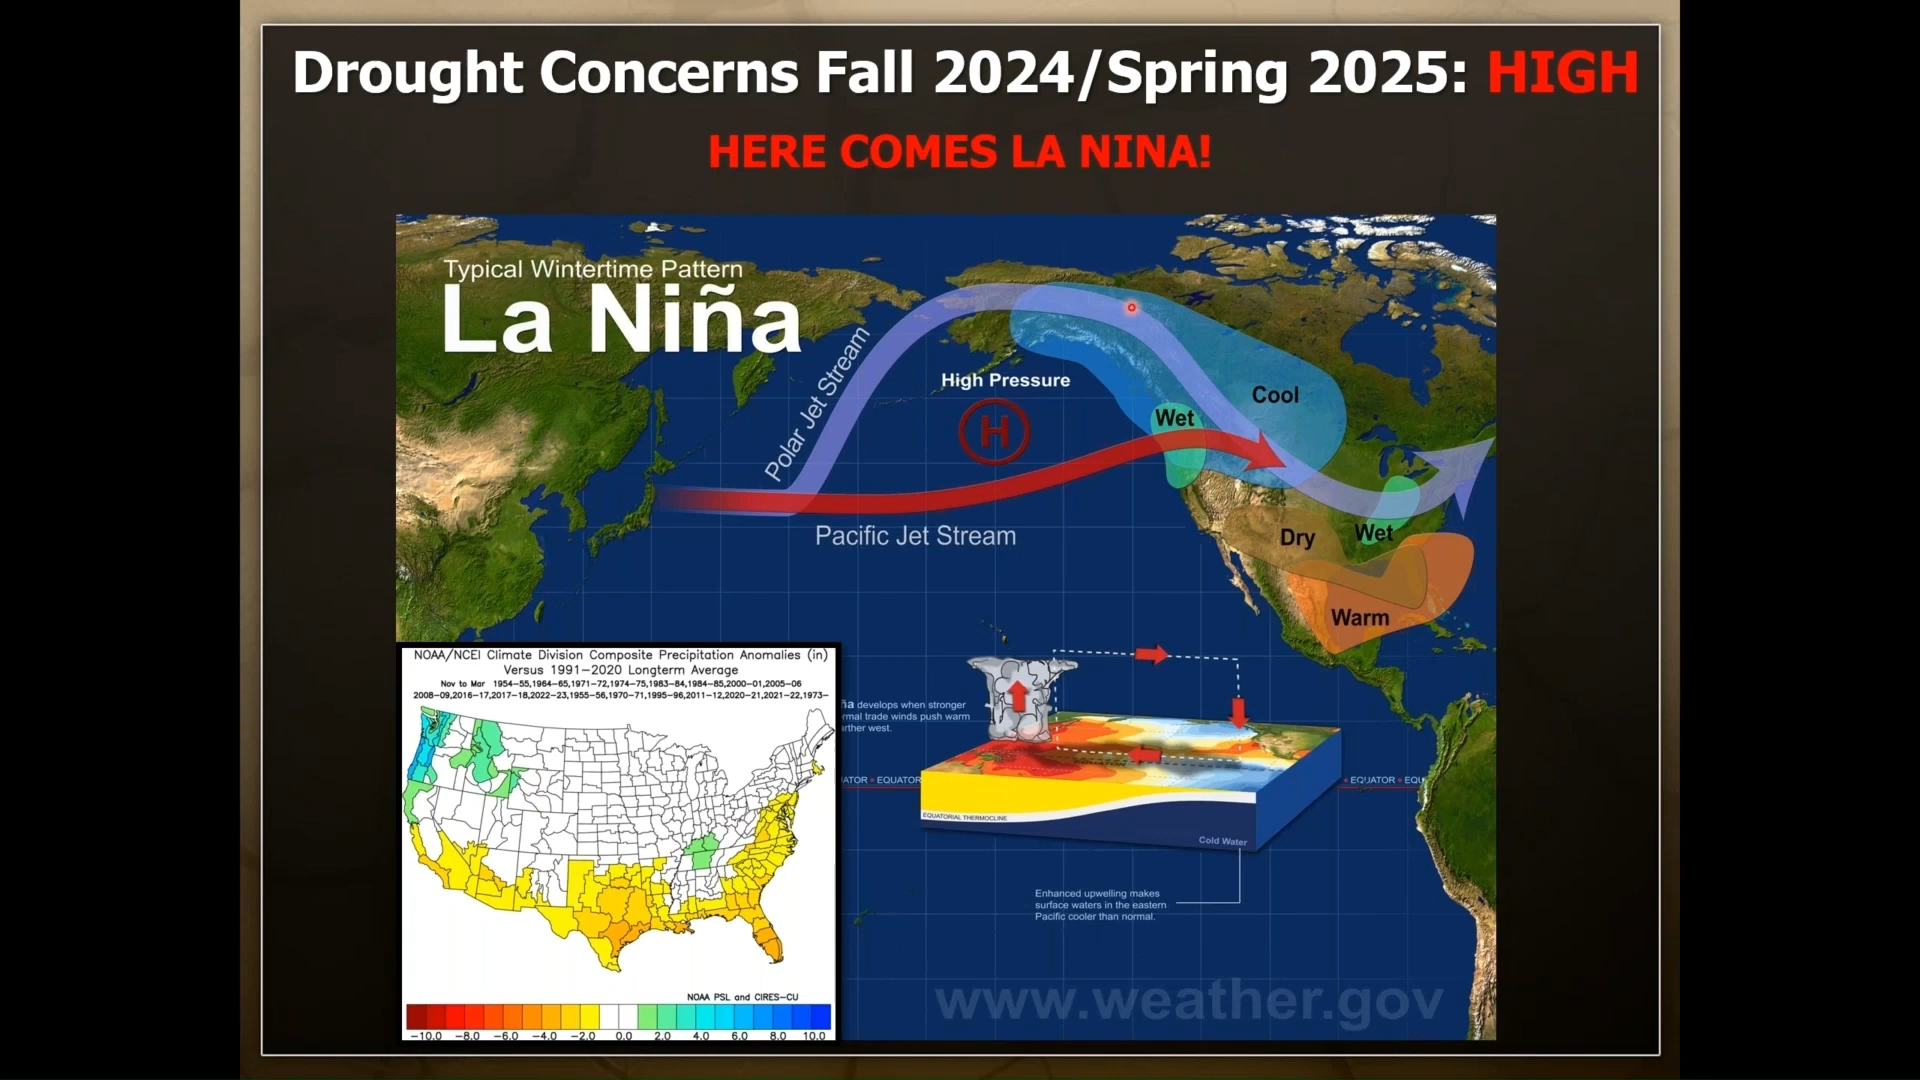 Drought Concerns Fall 2024/Spring 2025: HIGH
HERE COMES LA NINA!
Typical Wintertime Pattern
La Niña
Polar Jet Stream
High Pressure
H
Cool
Wet
Pacific Jet Stream
Dry
Wet
Warm
NOAA/NCEI Climate Division Composite Precipitation Anomalies (in)
Versus 1991-2020 Longterm Average
Nov to Mar 1954-55,1964-65,1971-72,1974-75,1983-84,1984-85,2000-01,2005-06
2008-09,2016-17,2017-18,2022-23,1955-56,1970-71,1995-96,2011-12,2020-21,2021-22,1973-
ña develops when stronger
rmal trade winds push warm
arther west.
ATOR • EQUATOR
• EQUATOR • EQU
EQUATORIAL THERMOCLINE
Cold Water
Enhanced upwelling makes
surface waters in the eastern
Pacific cooler than normal.
NOAA PSL and CIRES-CU
-10.0 -8.0 -6.0 -4.0 -2.0 0.0 2.0 4.0 6.0 8.0 10.0
www.weather.gov